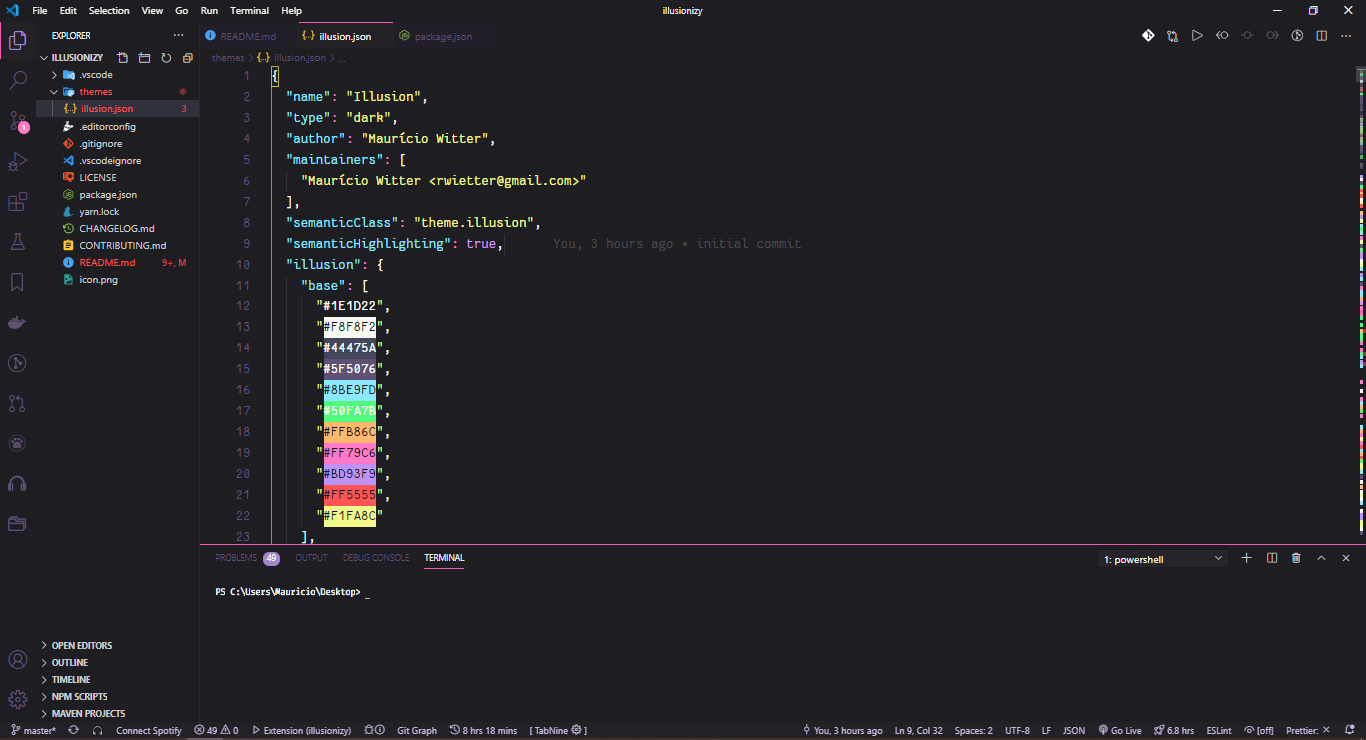 File Edit Selection View Go Run Terminal Help
illusionizy
EXPLORER
ILLUSIONIZY
.vscode
themes
illusion.json 3
.editorconfig
.gitignore
.vscodeignore
LICENSE
package.json
yarn.lock
CHANGELOG.md
CONTRIBUTING.md
README.md 9+, M
icon.png
OPEN EDITORS
OUTLINE
TIMELINE
NPM SCRIPTS
MAVEN PROJECTS
1
README.md illusion.json package.json
themes > illusion.json > ...
1 {
2 "name": "Illusion",
3 "type": "dark",
4 "author": "Maurício Witter",
5 "maintainers": [
6 "Maurício Witter <rwietter@gmail.com>"
7 ],
8 "semanticClass": "theme.illusion",
9 "semanticHighlighting": true, You, 3 hours ago • initial commit
10 "illusion": {
11 "base": [
12 "#1E1D22",
13 "#F8F8F2",
14 "#44475A",
15 "#5F5076",
16 "#8BE9FD",
17 "#50FA7B",
18 "#FFB86C",
19 "#FF79C6",
20 "#BD93F9",
21 "#FF5555",
22 "#F1FA8C"
23 ],
PROBLEMS 49 OUTPUT DEBUG CONSOLE TERMINAL 1: powershell
PS C:\Users\Mauricio\Desktop> _
master* Connect Spotify 49 0 Extension (illusionizy) Git Graph 8 hrs 18 mins [ TabNine ] You, 3 hours ago Ln 9, Col 32 Spaces: 2 UTF-8 LF JSON Go Live 6.8 hrs ESLint [off] Prettier: ✕